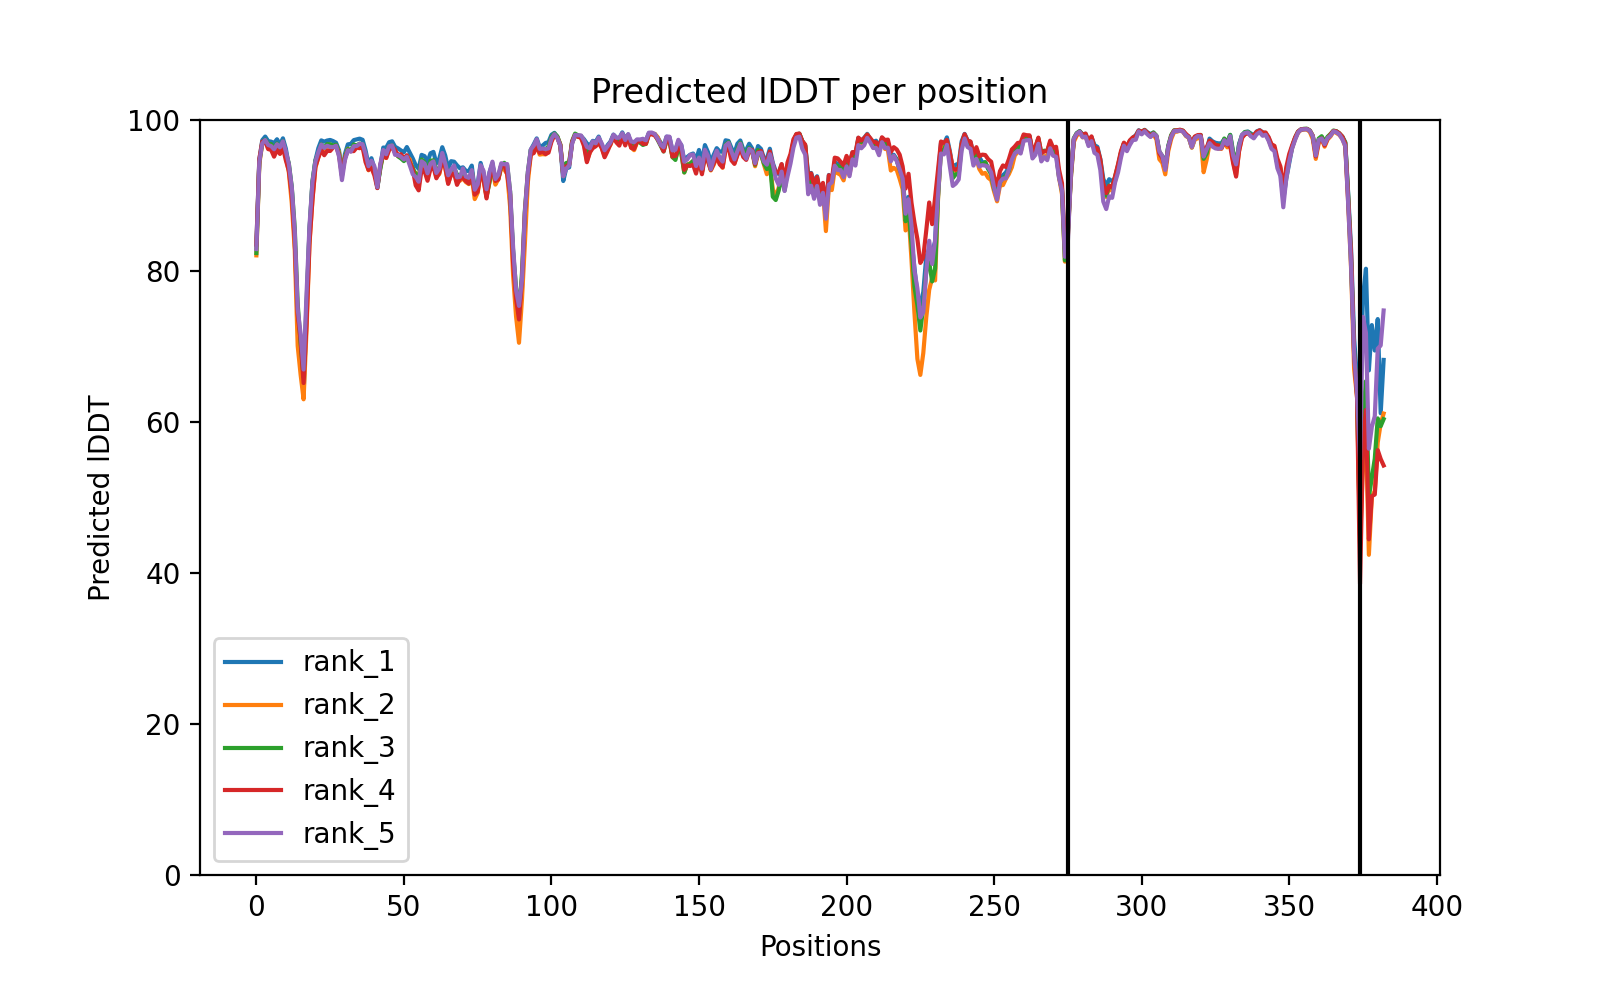 Predicted lDDT per position
100
80
60
40
20
0
Predicted lDDT
rank_1
rank_2
rank_3
rank_4
rank_5
0 50 100 150 200 250 300 350 400
Positions